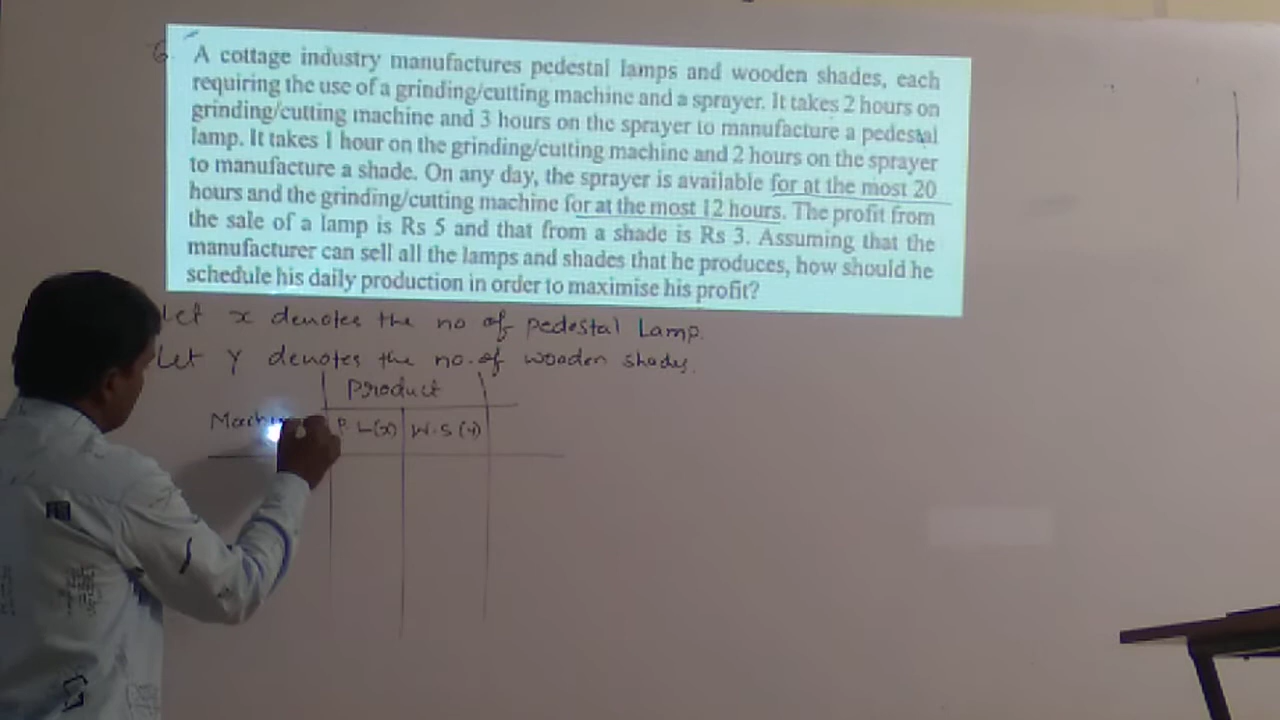 6. A cottage industry manufactures pedestal lamps and wooden shades, each
requiring the use of a grinding/cutting machine and a sprayer. It takes 2 hours on
grinding/cutting machine and 3 hours on the sprayer to manufacture a pedestal
lamp. It takes 1 hour on the grinding/cutting machine and 2 hours on the sprayer
to manufacture a shade. On any day, the sprayer is available for at the most 20
hours and the grinding/cutting machine for at the most 12 hours. The profit from
the sale of a lamp is Rs 5 and that from a shade is Rs 3. Assuming that the
manufacturer can sell all the lamps and shades that he produces, how should he
schedule his daily production in order to maximise his profit?
Let x denotes the no of pedestal Lamp.
Let Y denotes the no. of wooden shades.
Product
P. L(x) W.S (y)